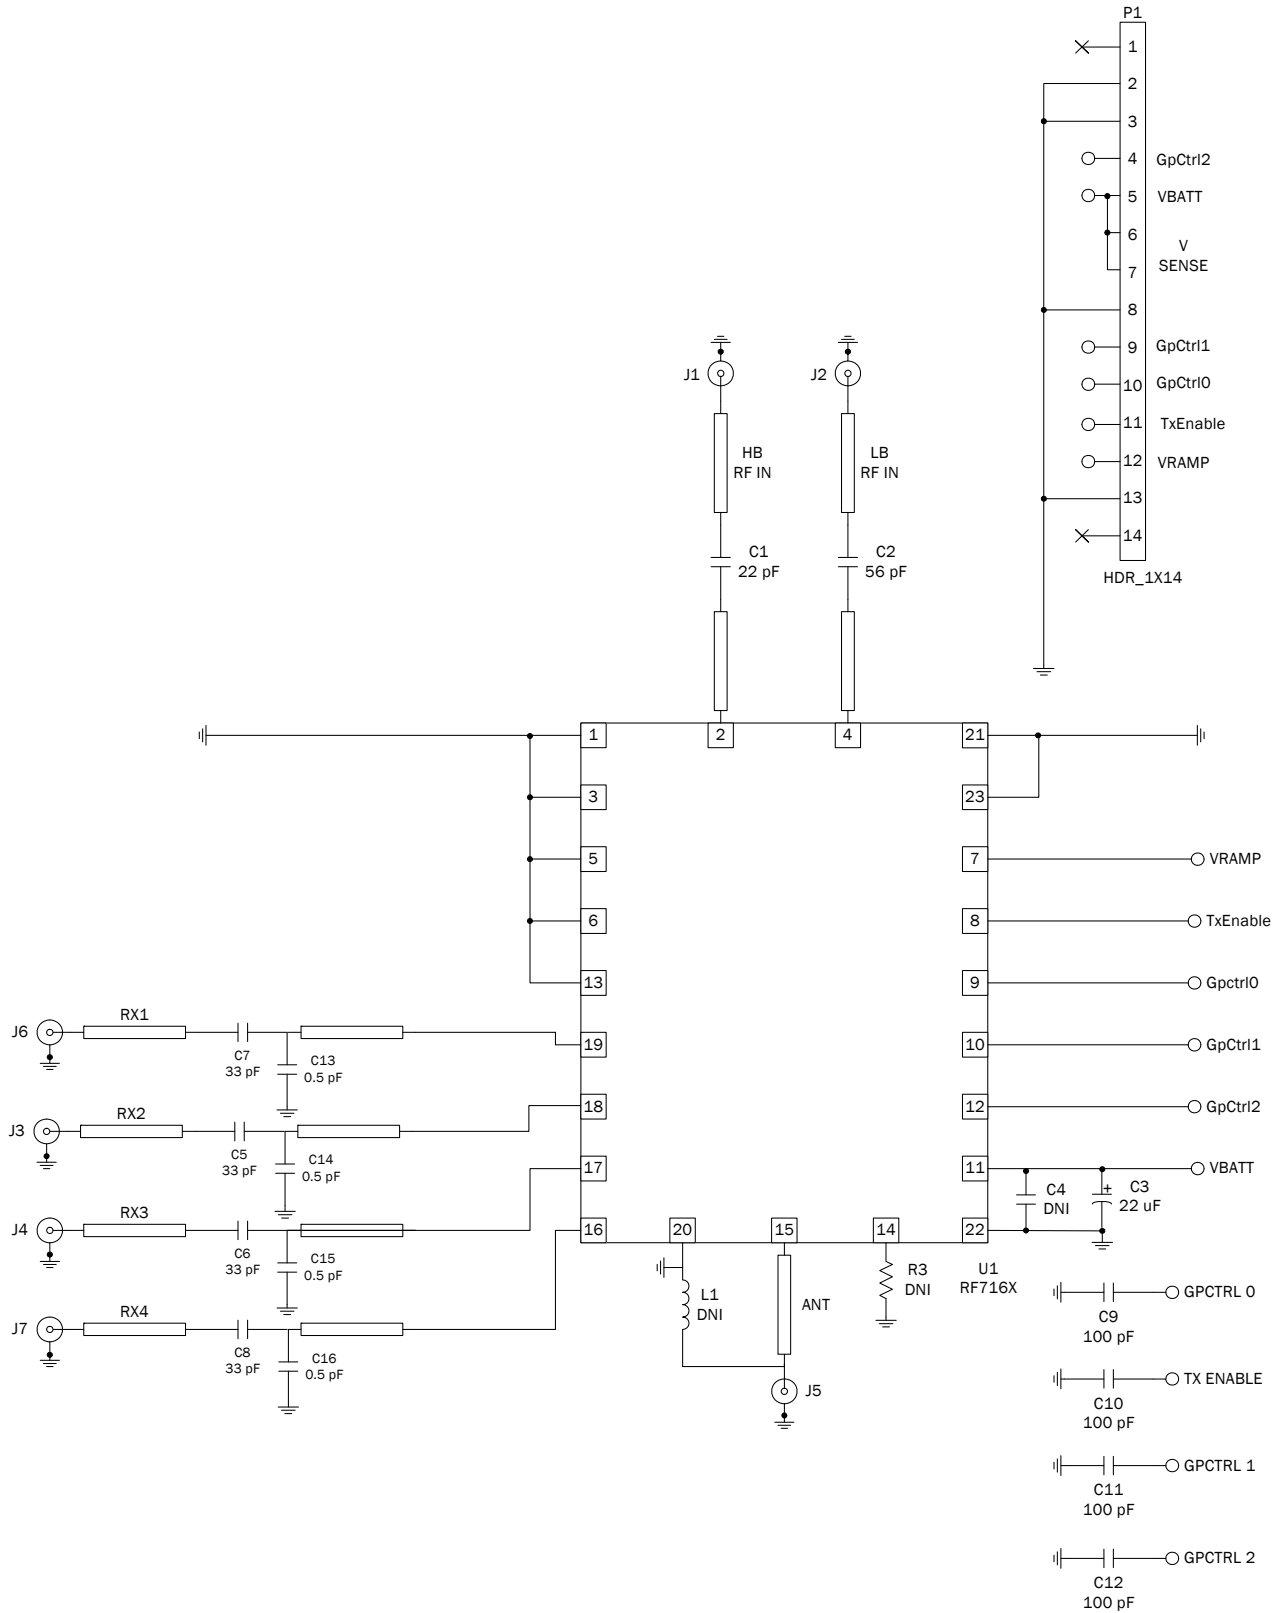 P1
1
2
3
4 GpCtrl2
5 VBATT
6
V
SENSE
7
8
9 GpCtrl1
10 GpCtrl0
11 TxEnable
12 VRAMP
13
14
HDR_1X14
J1
J2
HB
RF IN
LB
RF IN
C1
22 pF
C2
56 pF
1
2
4
21
3
23
5
7
VRAMP
6
8
TxEnable
13
9
Gpctrl0
J6
RX1
C7
33 pF
C13
0.5 pF
19
10
GpCtrl1
J3
RX2
C5
33 pF
C14
0.5 pF
18
12
GpCtrl2
17
11
VBATT
C4
DNI
+
C3
22 uF
J4
RX3
C6
33 pF
C15
0.5 pF
16
20
15
14
22
J7
RX4
C8
33 pF
C16
0.5 pF
L1
DNI
ANT
R3
DNI
U1
RF716X
J5
GPCTRL 0
C9
100 pF
TX ENABLE
C10
100 pF
GPCTRL 1
C11
100 pF
GPCTRL 2
C12
100 pF